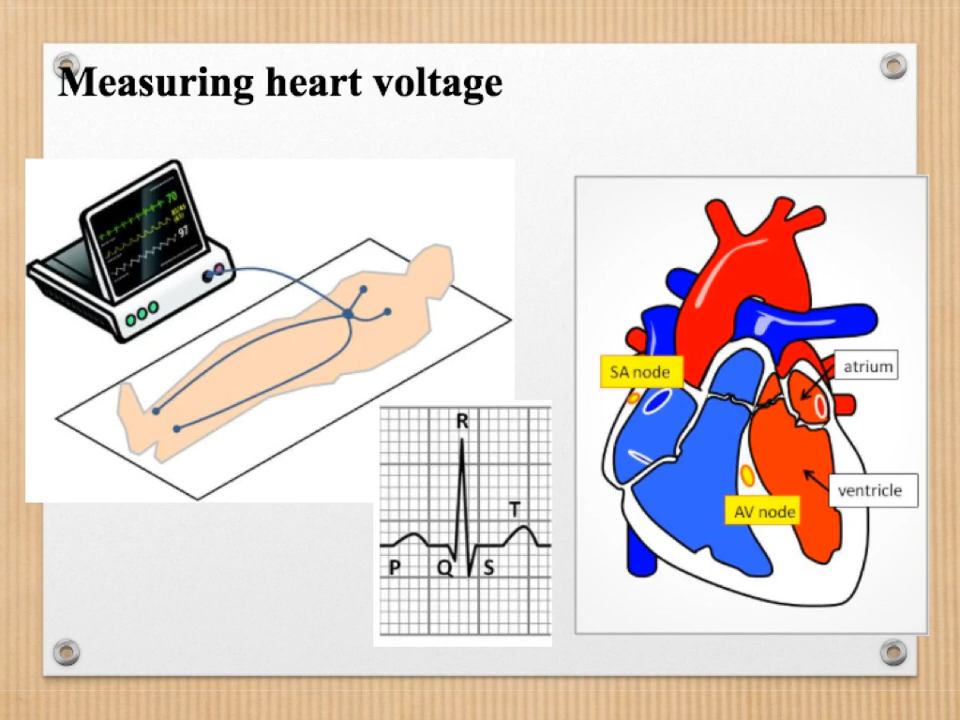 Measuring heart voltage
70
97
R
T
P
Q
S
SA node
atrium
ventricle
AV node